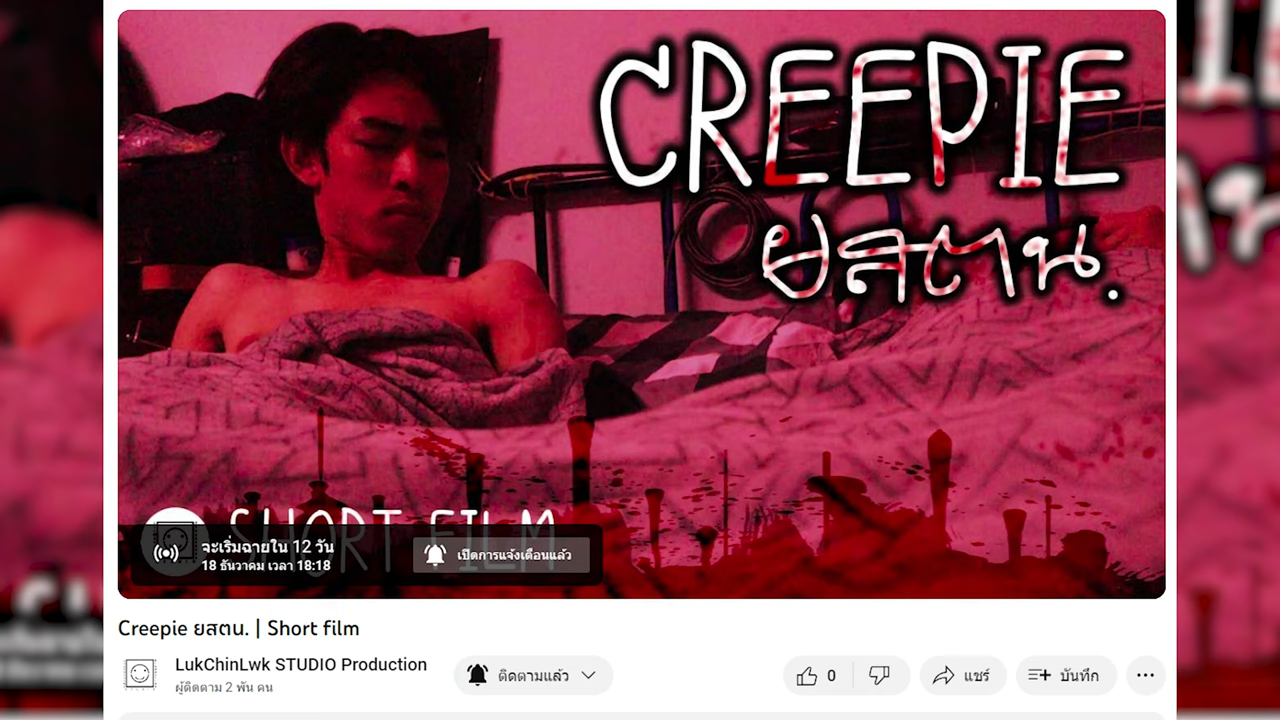 CREEPIE
ยสตน.
SHORT FILM
จะเริ่มฉายใน 12 วัน
18 ธันวาคม เวลา 18:18
เปิดการแจ้งเตือนแล้ว
Creepie ยสตน. | Short film
LukChinLwk STUDIO Production
ผู้ติดตาม 2 พัน คน
ติดตามแล้ว
0
แชร์
บันทึก